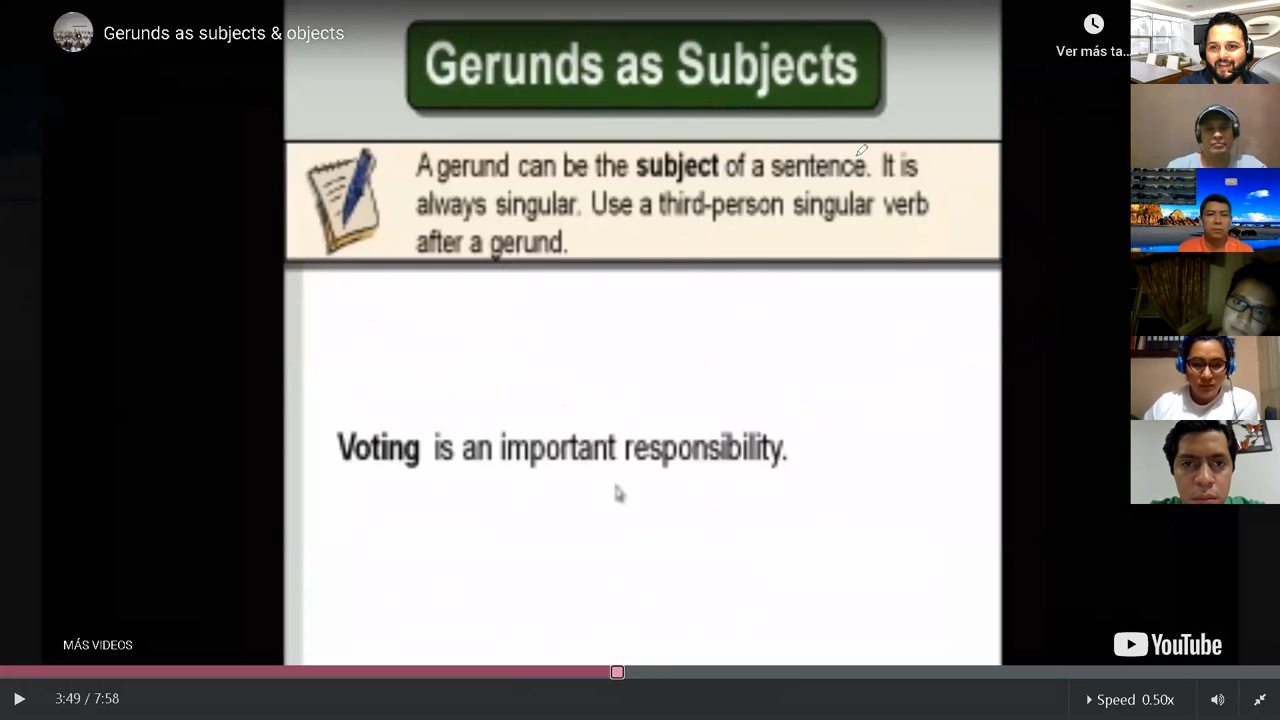 Gerunds as subjects & objects
Ver más ta...
Gerunds as Subjects
A gerund can be the subject of a sentence. It is
always singular. Use a third-person singular verb
after a gerund.
Voting is an important responsibility.
MÁS VIDEOS
YouTube
3:49 / 7:58
Speed 0.50x